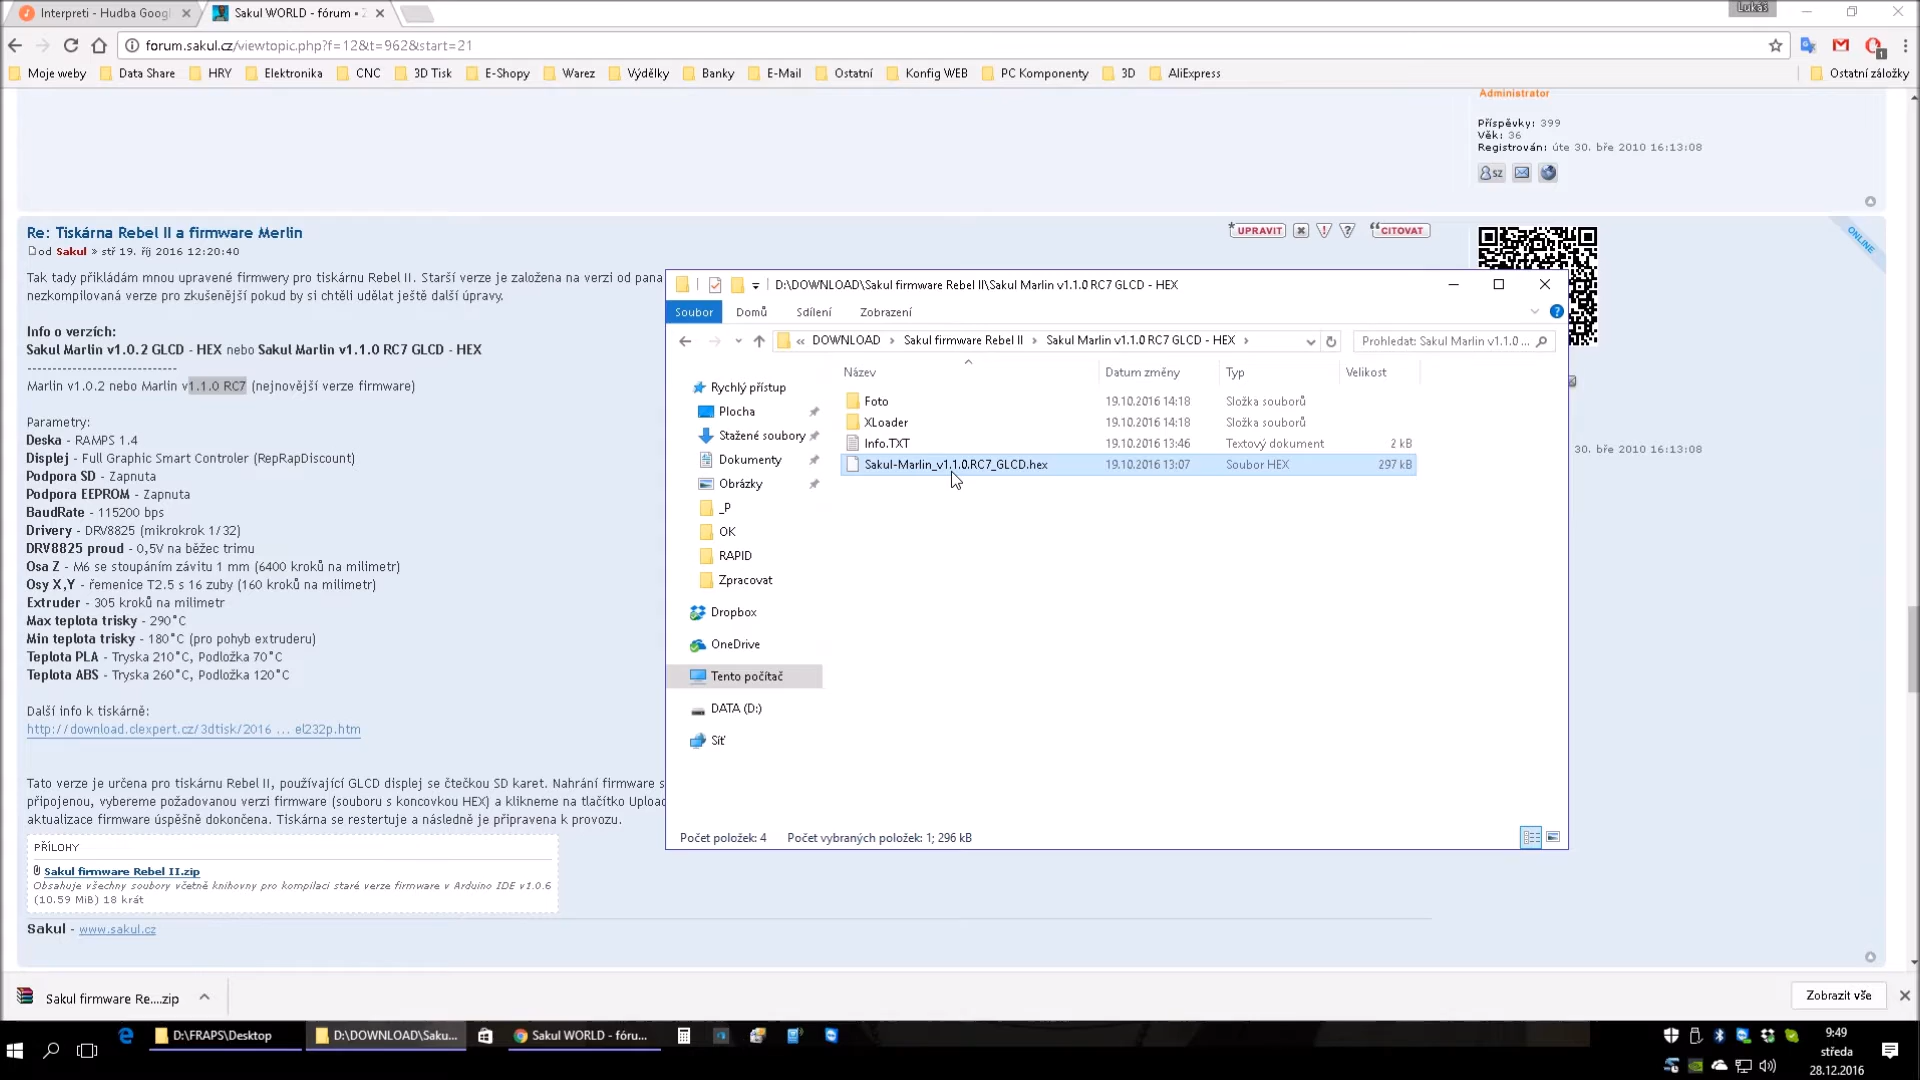 Interpreti - Hudba Goog
Sakul WORLD - fórum •
Lukáš
forum.sakul.cz/viewtopic.php?f=12&t=962&start=21
Moje weby
Data Share
HRY
Elektronika
CNC
3D Tisk
E-Shopy
Warez
Výdělky
Banky
E-Mail
Ostatní
Konfig WEB
PC Komponenty
3D
AliExpress
Ostatní záložky
Administrator
Příspěvky: 399
Věk: 36
Registrován: úte 30. bře 2010 16:13:08
Re: Tiskárna Rebel II a firmware Merlin
od Sakul » stř 19. říj 2016 12:20:40
UPRAVIT
CITOVAT
ONLINE
Tak tady přikládám mnou upravené firmwery pro tiskárnu Rebel II. Starší verze je založena na verzi od pana
nezkompilovaná verze pro zkušenější pokud by si chtěli udělat ještě další úpravy.
Info o verzích:
Sakul Marlin v1.0.2 GLCD - HEX nebo Sakul Marlin v1.1.0 RC7 GLCD - HEX
-----------------------------
Marlin v1.0.2 nebo Marlin v1.1.0 RC7 (nejnovější verze firmware)
Parametry:
Deska - RAMPS 1.4
Displej - Full Graphic Smart Controler (RepRapDiscount)
Podpora SD - Zapnuta
Podpora EEPROM - Zapnuta
BaudRate - 115200 bps
Drivery - DRV8825 (mikrokrok 1/32)
DRV8825 proud - 0,5V na běžec trimu
Osa Z - M6 se stoupáním závitu 1 mm (6400 kroků na milimetr)
Osy X,Y - řemenice T2.5 s 16 zuby (160 kroků na milimetr)
Extruder - 305 kroků na milimetr
Max teplota trisky - 290°C
Min teplota trisky - 180°C (pro pohyb extruderu)
Teplota PLA - Tryska 210°C, Podložka 70°C
Teplota ABS - Tryska 260°C, Podložka 120°C
Další info k tiskárně:
http://download.clexpert.cz/3dtisk/2016 ... el232p.htm
Tato verze je určena pro tiskárnu Rebel II, používající GLCD displej se čtečkou SD karet. Nahrání firmware s
připojenou, vybereme požadovanou verzi firmware (souboru s koncovkou HEX) a klikneme na tlačítko Upload
aktualizace firmware úspěšně dokončena. Tiskárna se restertuje a následně je připravena k provozu.
PŘÍLOHY
Sakul firmware Rebel II.zip
Obsahuje všechny soubory včetně knihovny pro kompilaci staré verze firmware v Arduino IDE v1.0.6
(10.59 MiB) 18 krát
Sakul - www.sakul.cz
30. bře 2010 16:13:08
D:\DOWNLOAD\Sakul firmware Rebel II\Sakul Marlin v1.1.0 RC7 GLCD - HEX
Soubor
Domů
Sdílení
Zobrazení
« DOWNLOAD > Sakul firmware Rebel II > Sakul Marlin v1.1.0 RC7 GLCD - HEX >
Prohledat: Sakul Marlin v1.1.0 ...
Název
Datum změny
Typ
Velikost
Foto 19.10.2016 14:18 Složka souborů
XLoader 19.10.2016 14:18 Složka souborů
Info.TXT 19.10.2016 13:46 Textový dokument 2 kB
Sakul-Marlin_v1.1.0.RC7_GLCD.hex 19.10.2016 13:07 Soubor HEX 297 kB
Rychlý přístup
Plocha
Stažené soubory
Dokumenty
Obrázky
_P
OK
RAPID
Zpracovat
Dropbox
OneDrive
Tento počítač
DATA (D:)
Síť
Počet položek: 4
Počet vybraných položek: 1; 296 kB
Sakul firmware Re....zip
Zobrazit vše
D:\FRAPS\Desktop
D:\DOWNLOAD\Saku...
Sakul WORLD - fóru...
9:49
středa
28.12.2016